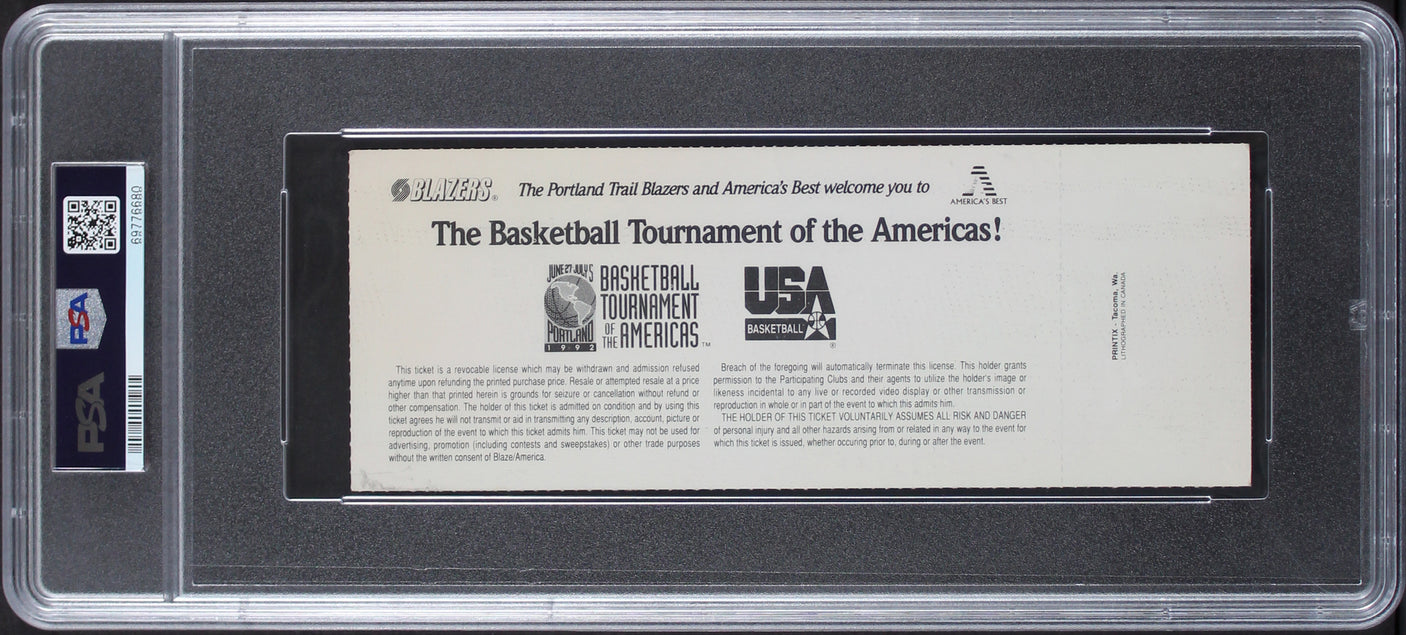 69776680
PSA
PSA
BLAZERS®
The Portland Trail Blazers and America's Best welcome you to
AMERICA'S BEST
The Basketball Tournament of the Americas!
JUNE 27 JULY 5
PORTLAND
1992
BASKETBALL
TOURNAMENT
OF THE AMERICAS™
USA
BASKETBALL
®
This ticket is a revocable license which may be withdrawn and admission refused
anytime upon refunding the printed purchase price. Resale or attempted resale at a price
higher than that printed herein is grounds for seizure or cancellation without refund or
other compensation. The holder of this ticket is admitted on condition and by using this
ticket agrees he will not transmit or aid in transmitting any description, account, picture or
reproduction of the event to which this ticket admits him. This ticket may not be used for
advertising, promotion (including contests and sweepstakes) or other trade purposes
without the written consent of Blaze/America.
Breach of the foregoing will automatically terminate this license. This holder grants
permission to the Participating Clubs and their agents to utilize the holder's image or
likeness incidental to any live or recorded video display or other transmission or
reproduction in whole or in part of the event to which this admits him.
THE HOLDER OF THIS TICKET VOLUNTARILY ASSUMES ALL RISK AND DANGER
of personal injury and all other hazards arising from or related in any way to the event for
which this ticket is issued, whether occuring prior to, during or after the event.
PRINTIX - Tacoma, Wa.
LITHOGRAPHED IN CANADA